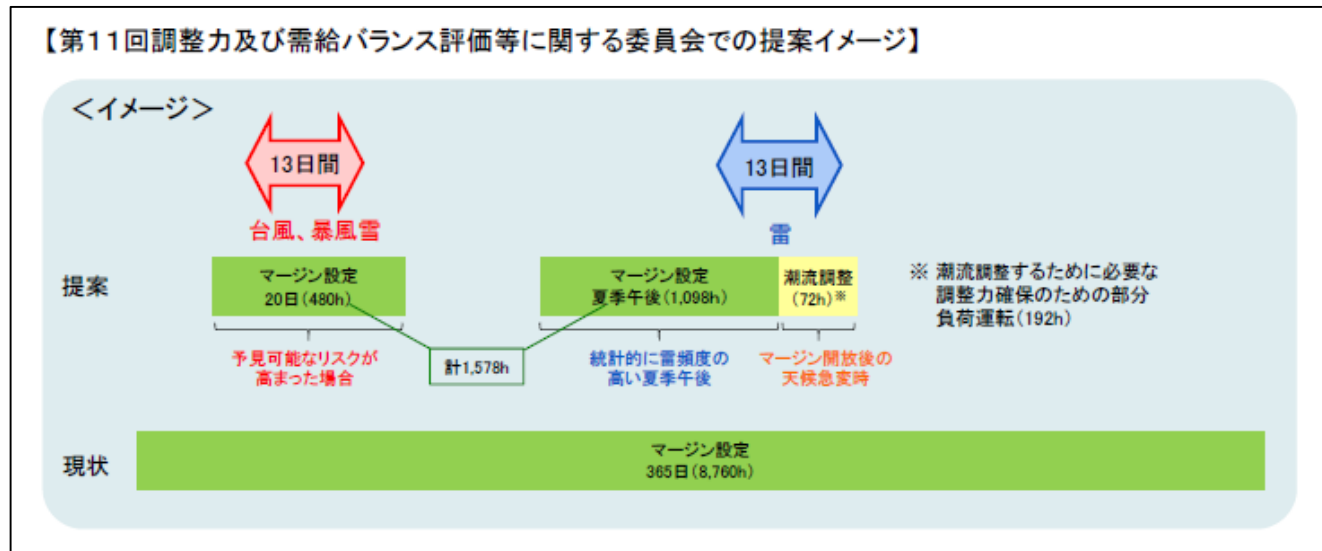 【第11回調整力及び需給バランス評価等に関する委員会での提案イメージ】
＜イメージ＞
13日間
13日間
台風、暴風雪
雷
提案
マージン設定
20日(480h)
マージン設定
夏季午後(1,098h)
潮流調整
(72h)※
※ 潮流調整するために必要な
調整力確保のための部分
負荷運転(192h)
予見可能なリスクが
高まった場合
計1,578h
統計的に雷頻度の
高い夏季午後
マージン開放後の
天候急変時
現状
マージン設定
365日(8,760h)